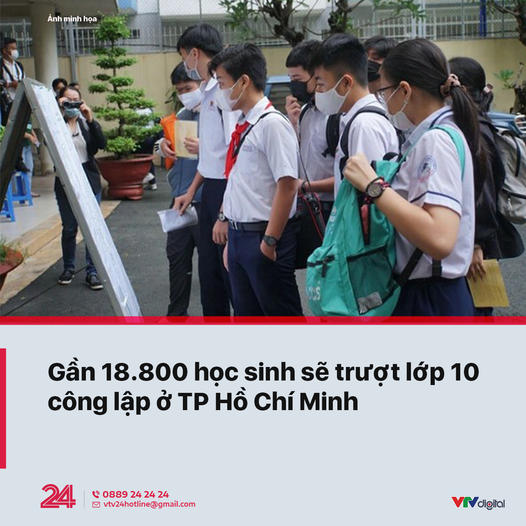 Ảnh minh họa
Gần 18.800 học sinh sẽ trượt lớp 10
công lập ở TP Hồ Chí Minh
24
0889 24 24 24
vtv24hotline@gmail.com
VTVdigital